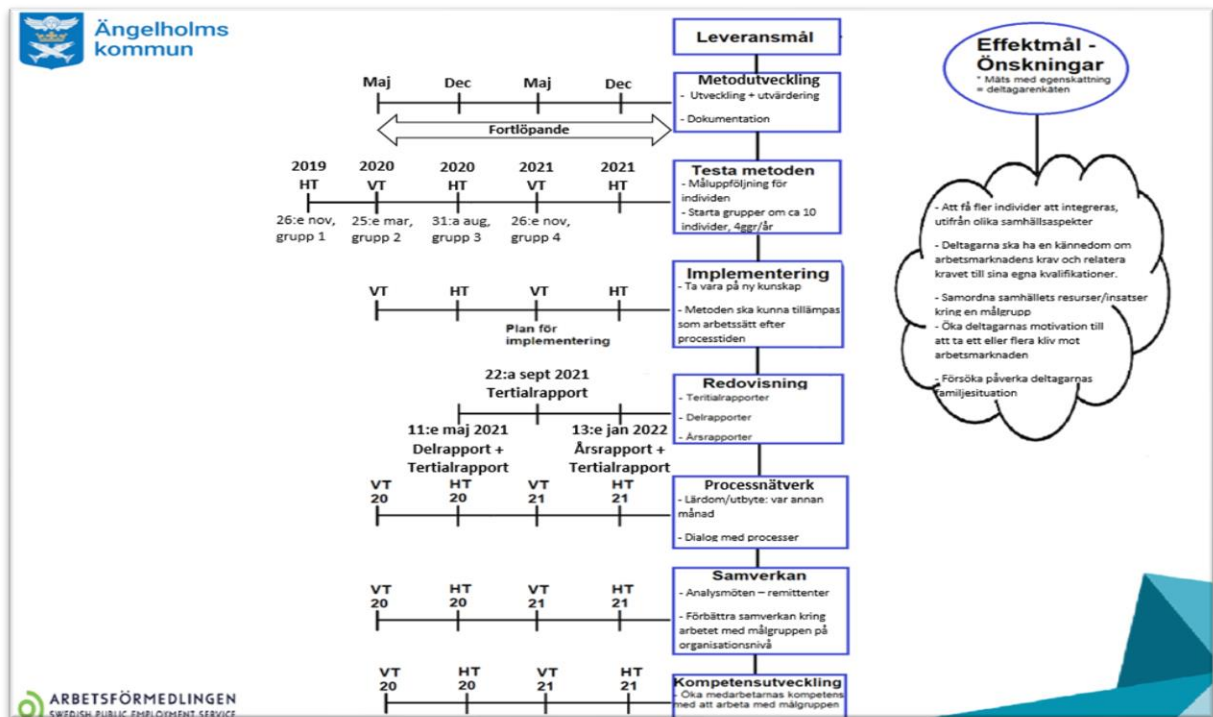 Ängelholms
kommun
Leveransmål
Effektmål -
Önskningar
* Mäts med egenskattning
= deltagarenkäten
Maj Dec Maj Dec
Fortlöpande
Metodutveckling
- Utveckling + utvärdering
- Dokumentation
2019 2020 2020 2021 2021
HT VT HT VT HT
26:e nov, 25:e mar, 31:a aug, 26:e nov,
grupp 1 grupp 2 grupp 3 grupp 4
Testa metoden
- Måluppföljning för
individen
- Starta grupper om ca 10
individer, 4ggr/år
VT HT VT HT
Plan för
implementering
Implementering
- Ta vara på ny kunskap
- Metoden ska kunna tillämpas
som arbetssätt efter
processtiden
22:a sept 2021
Tertialrapport
11:e maj 2021 13:e jan 2022
Delrapport + Årsrapport +
Tertialrapport Tertialrapport
Redovisning
- Teritialrapporter
- Delrapporter
- Årsrapporter
VT HT VT HT
20 20 21 21
Processnätverk
- Lärdom/utbyte: var annan
månad
- Dialog med processer
VT HT VT HT
20 20 21 21
Samverkan
- Analysmöten – remittenter
- Förbättra samverkan kring
arbetet med målgruppen på
organisationsnivå
VT HT VT HT
20 20 21 21
Kompetensutveckling
- Öka medarbetarnas kompetens
med att arbeta med målgruppen
- Att få fler individer att integreras,
utifrån olika samhällsaspekter
- Deltagarna ska ha en kännedom om
arbetsmarknadens krav och relatera
kravet till sina egna kvalifikationer.
- Samordna samhällets resurser/insatser
kring en målgrupp
- Öka deltagarnas motivation till
att ta ett eller flera kliv mot
arbetsmarknaden
- Försöka påverka deltagarnas
familjesituation
ARBETSFÖRMEDLINGEN
SWEDISH PUBLIC EMPLOYMENT SERVICE